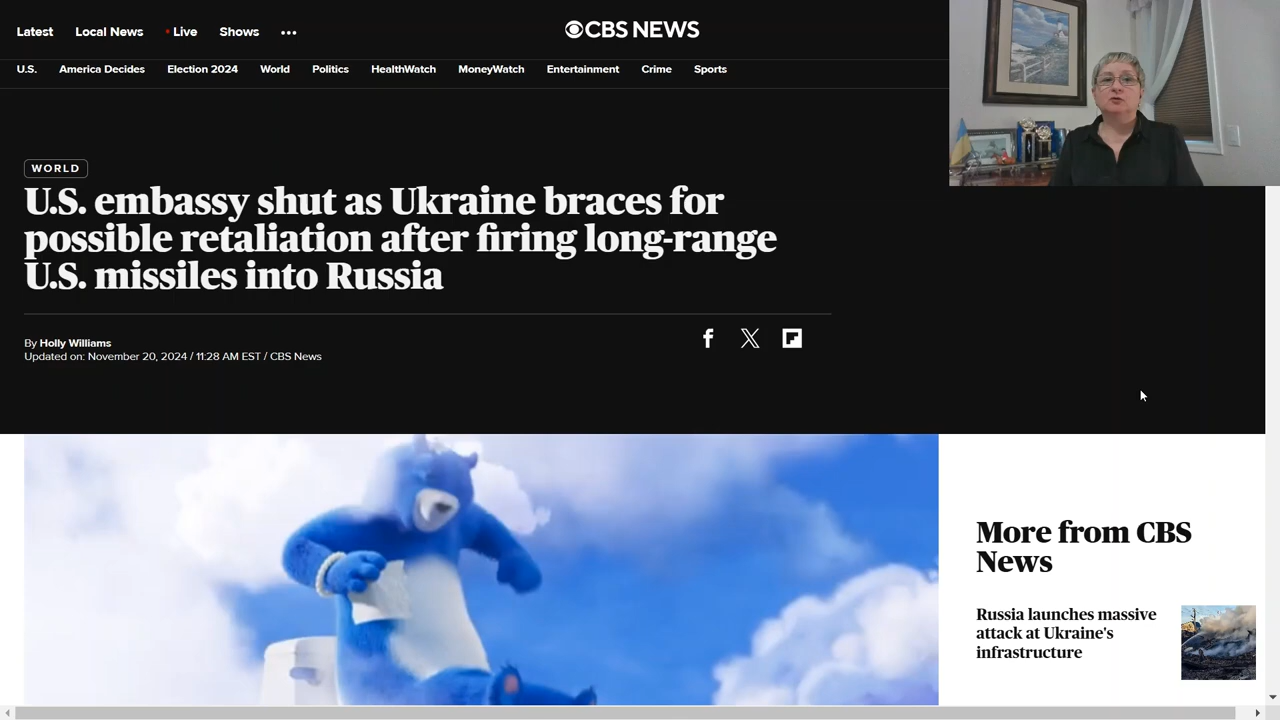 Latest Local News Live Shows
CBS NEWS
U.S. America Decides Election 2024 World Politics HealthWatch MoneyWatch Entertainment Crime Sports
WORLD
U.S. embassy shut as Ukraine braces for
possible retaliation after firing long-range
U.S. missiles into Russia
By Holly Williams
Updated on: November 20, 2024 / 11:28 AM EST / CBS News
More from CBS
News
Russia launches massive
attack at Ukraine's
infrastructure